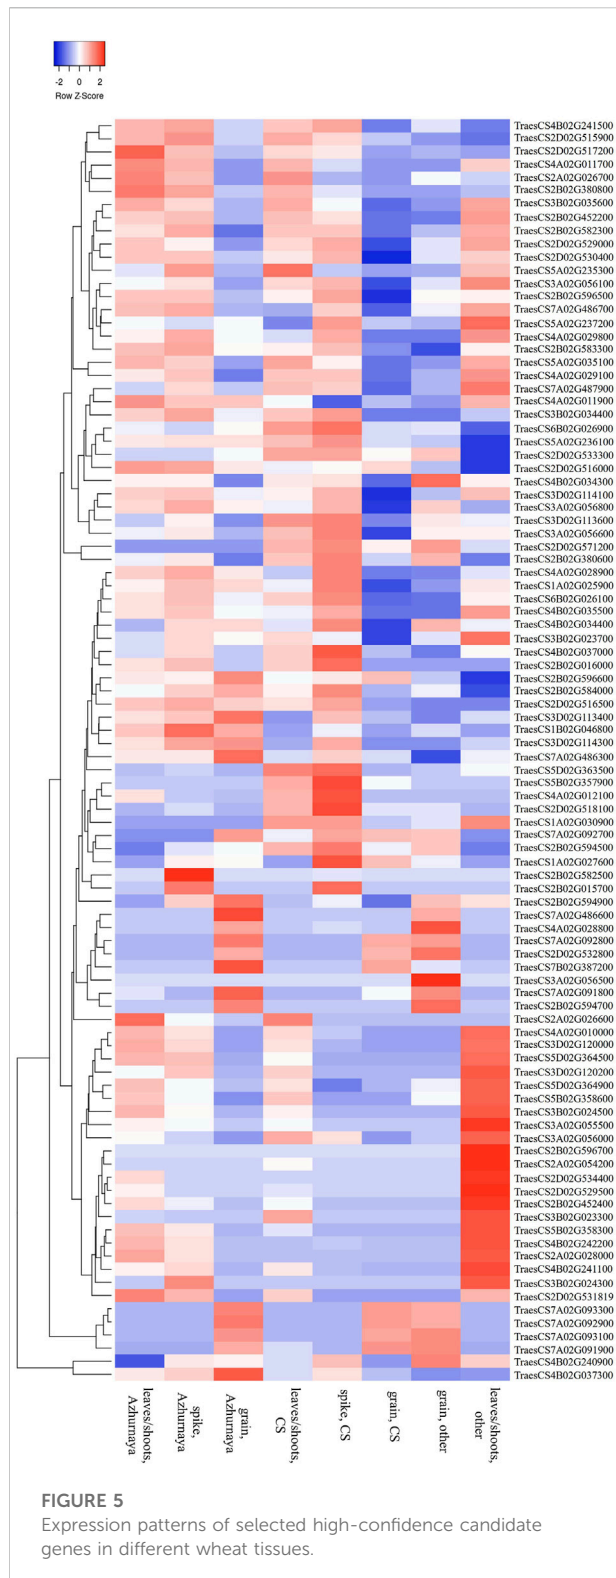 -2 0 2
Row Z-Score
TraesCS4B02G241500
TraesCS2D02G515900
TraesCS2D02G517200
TraesCS4A02G011700
TraesCS2A02G026700
TraesCS2B02G380800
TraesCS3B02G035600
TraesCS2B02G452200
TraesCS2B02G582300
TraesCS2D02G529000
TraesCS2D02G530400
TraesCS5A02G235300
TraesCS3A02G056100
TraesCS2B02G596500
TraesCS7A02G486700
TraesCS5A02G237200
TraesCS4A02G029800
TraesCS2B02G583300
TraesCS5A02G035100
TraesCS4A02G029100
TraesCS7A02G487900
TraesCS4A02G011900
TraesCS3B02G034400
TraesCS6B02G026900
TraesCS5A02G236100
TraesCS2D02G533300
TraesCS2D02G516000
TraesCS4B02G034300
TraesCS3D02G114100
TraesCS3A02G056800
TraesCS3D02G113600
TraesCS3A02G056600
TraesCS2D02G571200
TraesCS2B02G380600
TraesCS4A02G028900
TraesCS1A02G025900
TraesCS6B02G026100
TraesCS4B02G035500
TraesCS4B02G034400
TraesCS3B02G023700
TraesCS4B02G037000
TraesCS2B02G016000
TraesCS2B02G596600
TraesCS2B02G584000
TraesCS2D02G516500
TraesCS3D02G113400
TraesCS1B02G046800
TraesCS3D02G114300
TraesCS7A02G486300
TraesCS5D02G363500
TraesCS5B02G357900
TraesCS4A02G012100
TraesCS2D02G518100
TraesCS1A02G030900
TraesCS7A02G092700
TraesCS2B02G594500
TraesCS1A02G027600
TraesCS2B02G582500
TraesCS2B02G015700
TraesCS2B02G594900
TraesCS7A02G486600
TraesCS4A02G028800
TraesCS7A02G092800
TraesCS2D02G532800
TraesCS7B02G387200
TraesCS3A02G056500
TraesCS7A02G091800
TraesCS2B02G594700
TraesCS2A02G026600
TraesCS4A02G010000
TraesCS3D02G120000
TraesCS5D02G364500
TraesCS3D02G120200
TraesCS5D02G364900
TraesCS5B02G358600
TraesCS3B02G024500
TraesCS3A02G055500
TraesCS3A02G056000
TraesCS2B02G596700
TraesCS2A02G054200
TraesCS2D02G534400
TraesCS2D02G529500
TraesCS2B02G452400
TraesCS3B02G023300
TraesCS5B02G358300
TraesCS4B02G242200
TraesCS2A02G028000
TraesCS4B02G241100
TraesCS3B02G024300
TraesCS2D02G531819
TraesCS7A02G093300
TraesCS7A02G092900
TraesCS7A02G093100
TraesCS7A02G091900
TraesCS4B02G240900
TraesCS4B02G037300
leaves/shoots,
Azhurnaya
spike,
Azhurnaya
grain,
Azhurnaya
leaves/shoots,
CS
spike, CS
grain, CS
grain, other
leaves/shoots,
other
FIGURE 5
Expression patterns of selected high-confidence candidate
genes in different wheat tissues.